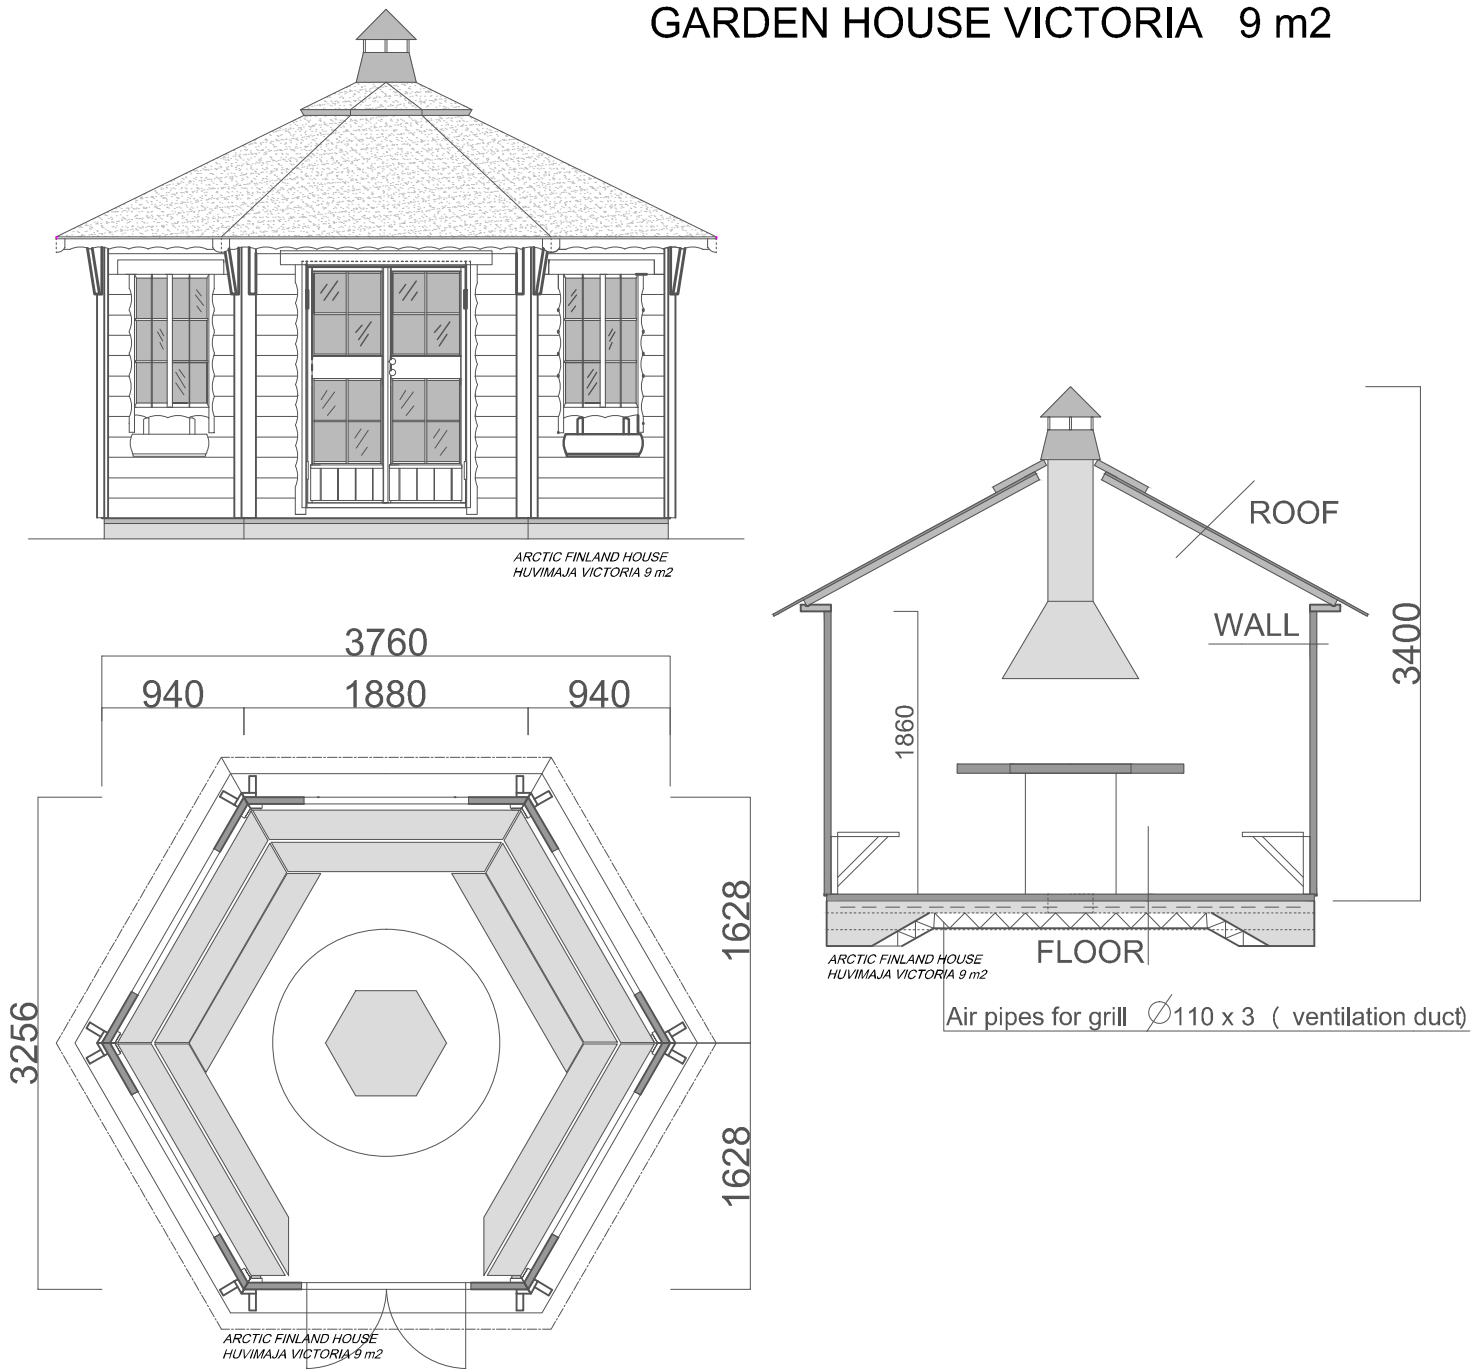 GARDEN HOUSE VICTORIA 9 m2
ARCTIC FINLAND HOUSE
HUVIMAJA VICTORIA 9 m2
3760
940 1880 940
3256
1628
1628
ARCTIC FINLAND HOUSE
HUVIMAJA VICTORIA 9 m2
ROOF
WALL
3400
1860
FLOOR
ARCTIC FINLAND HOUSE
HUVIMAJA VICTORIA 9 m2
Air pipes for grill ∅110 x 3 ( ventilation duct)